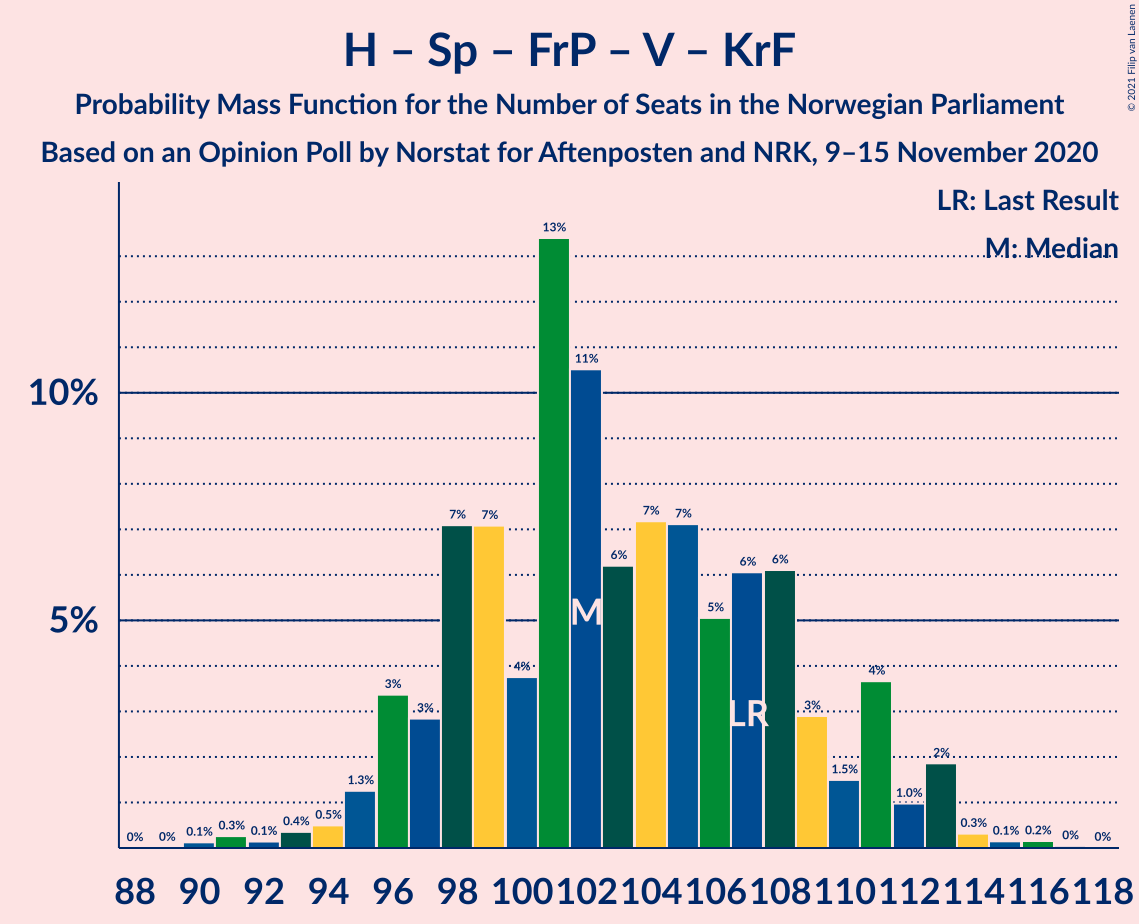 H – Sp – FrP – V – KrF
Probability Mass Function for the Number of Seats in the Norwegian Parliament
Based on an Opinion Poll by Norstat for Aftenposten and NRK, 9–15 November 2020
© 2021 Filip van Laenen
LR: Last Result
M: Median
10%
5%
0% 0% 0.1% 0.3% 0.1% 0.4% 0.5% 1.3% 3% 3% 7% 7% 4% 13% 11% 6% 7% 7% 5% 6% 6% 3% 1.5% 4% 1.0% 2% 0.3% 0.1% 0.2% 0% 0%
M
LR
88 90 92 94 96 98 100 102 104 106 108 110 112 114 116 118